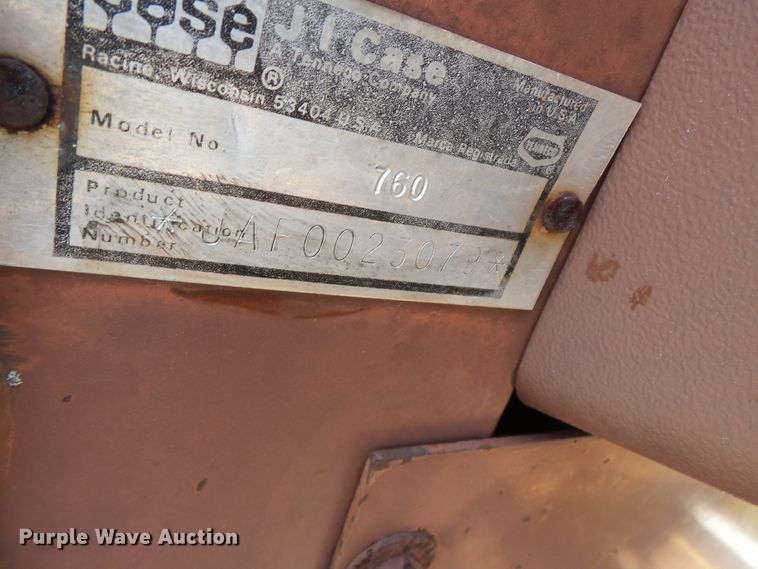 case
J I Case
A Tenneco Company
Racine, Wisconsin 53404 U.S.A.
Manufactured
in U.S.A.
Marca Registrada
Model No.
760
Product
Identification
Number
*JAF0023079*
Purple Wave Auction